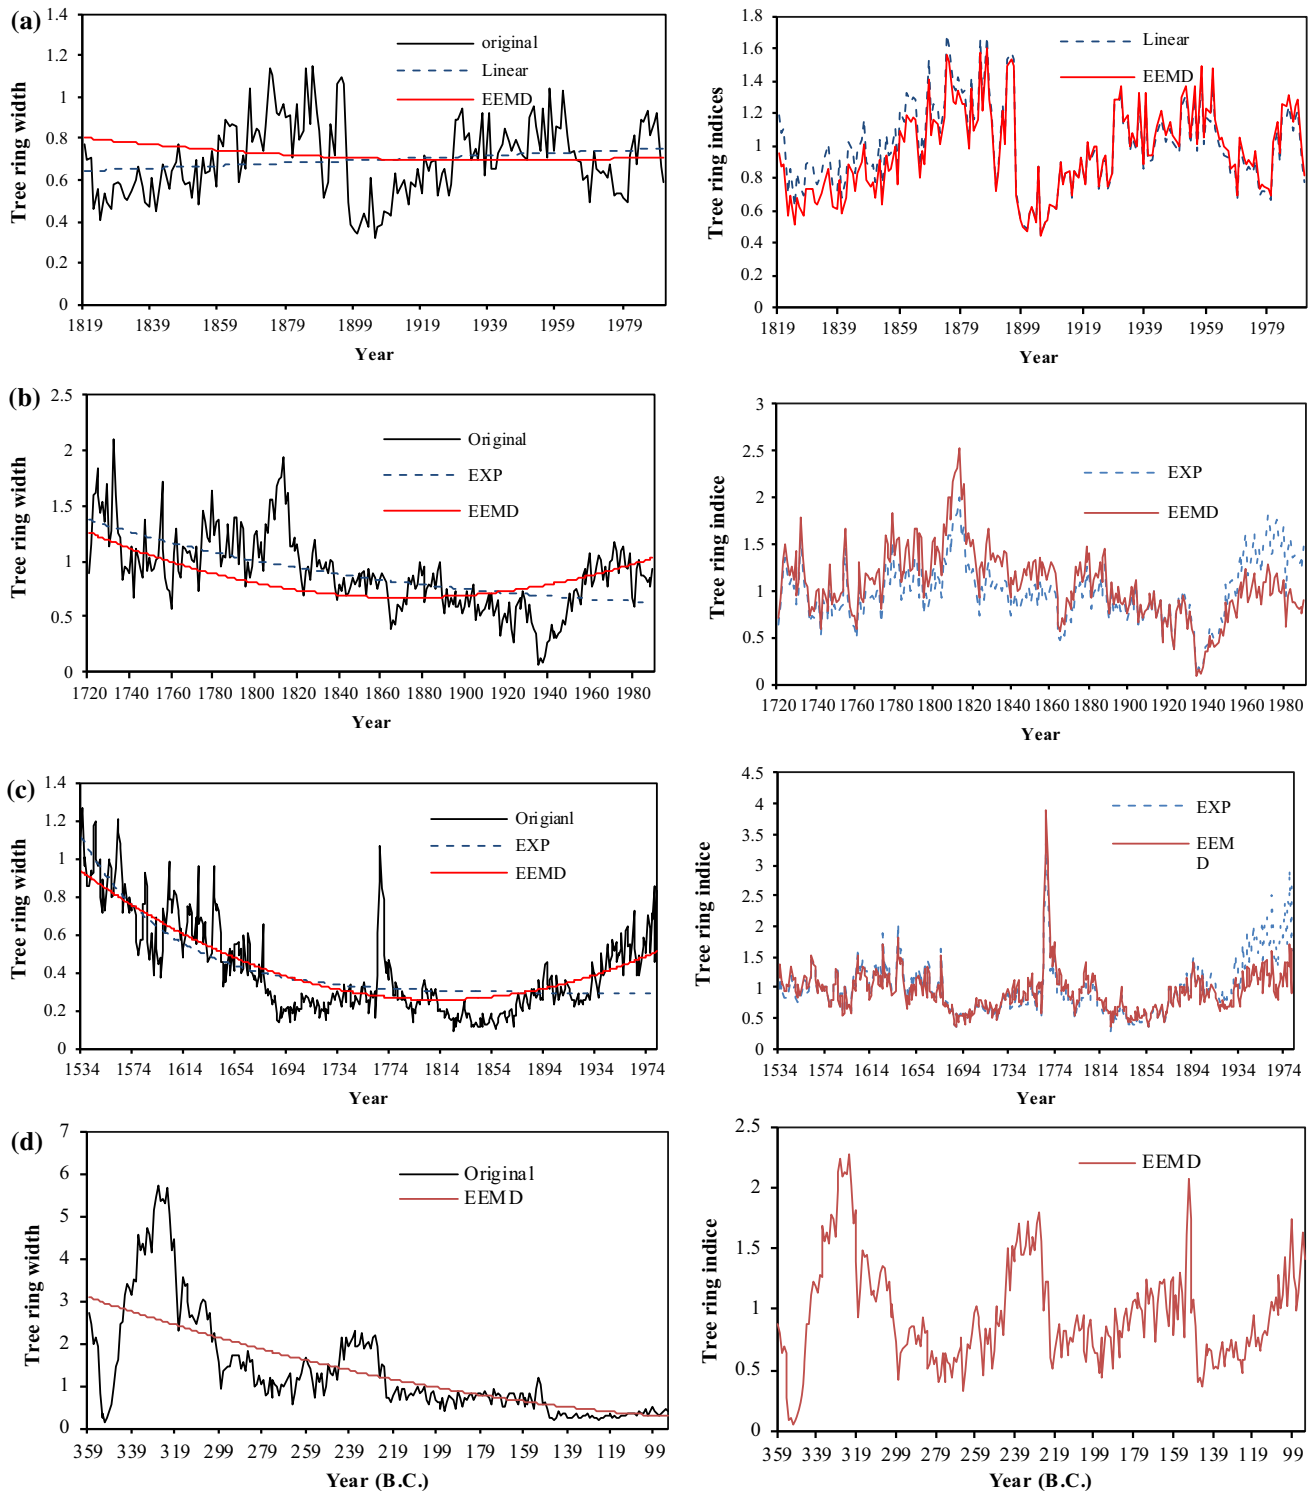 (a)
Tree ring width
1.4
1.2
1
0.8
0.6
0.4
0.2
0
original
Linear
EEMD
1819 1839 1859 1879 1899 1919 1939 1959 1979
Year
Tree ring indices
1.8
1.6
1.4
1.2
1
0.8
0.6
0.4
0.2
0
Linear
EEMD
1819 1839 1859 1879 1899 1919 1939 1959 1979
Year
(b)
Tree ring width
2.5
2
1.5
1
0.5
0
Original
EXP
EEMD
1720 1740 1760 1780 1800 1820 1840 1860 1900 1920 1940 1960 1980
Year
Tree ring indice
3
2.5
2
1.5
1
0.5
0
EXP
EEMD
1720 1740 1760 1780 1800 1820 1840 1860 1880 1900 1920 1940 1960 1980
Year
(c)
Tree ring width
1.4
1.2
1
0.8
0.6
0.4
0.2
0
Origianl
EXP
EEMD
1534 1574 1614 1654 1694 1734 1774 1814 1854 1894 1934 1974
Year
Tree ring indice
4.5
4
3.5
3
2.5
2
1.5
1
0.5
0
EXP
EEM
D
1534 1574 1614 1654 1694 1734 1774 1814 1854 1894 1934 1974
Year
(d)
Tree ring width
7
6
5
4
3
2
1
0
Original
EEMD
359 339 319 299 279 259 239 219 199 179 159 139 119 99
Year (B.C.)
Tree ring indice
2.5
2
1.5
1
0.5
0
EEMD
359 339 319 299 279 259 239 219 199 179 159 139 119 99
Year (B.C.)